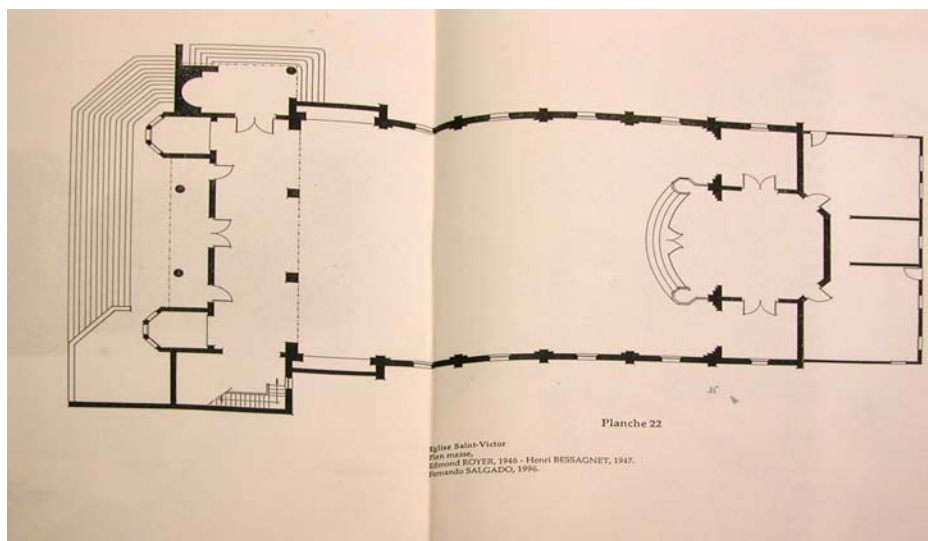 Planche 22
Eglise Saint-Victor
Plan masse,
Edmond ROYER, 1946 - Henri BESSAGNET, 1947.
Fernando SALGADO, 1996.